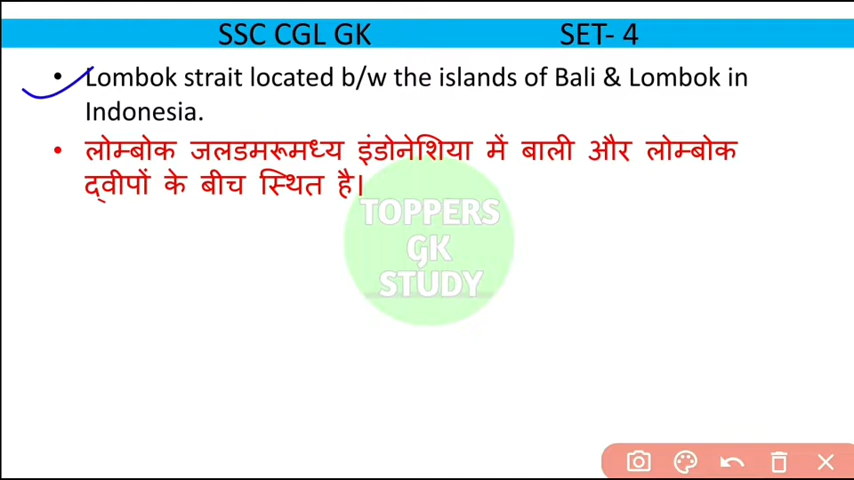 SSC CGL GK SET- 4
• Lombok strait located b/w the islands of Bali & Lombok in
Indonesia.
• लोम्बोक जलडमरूमध्य इंडोनेशिया में बाली और लोम्बोक
द्वीपों के बीच स्थित है।
TOPPERS
GK
STUDY